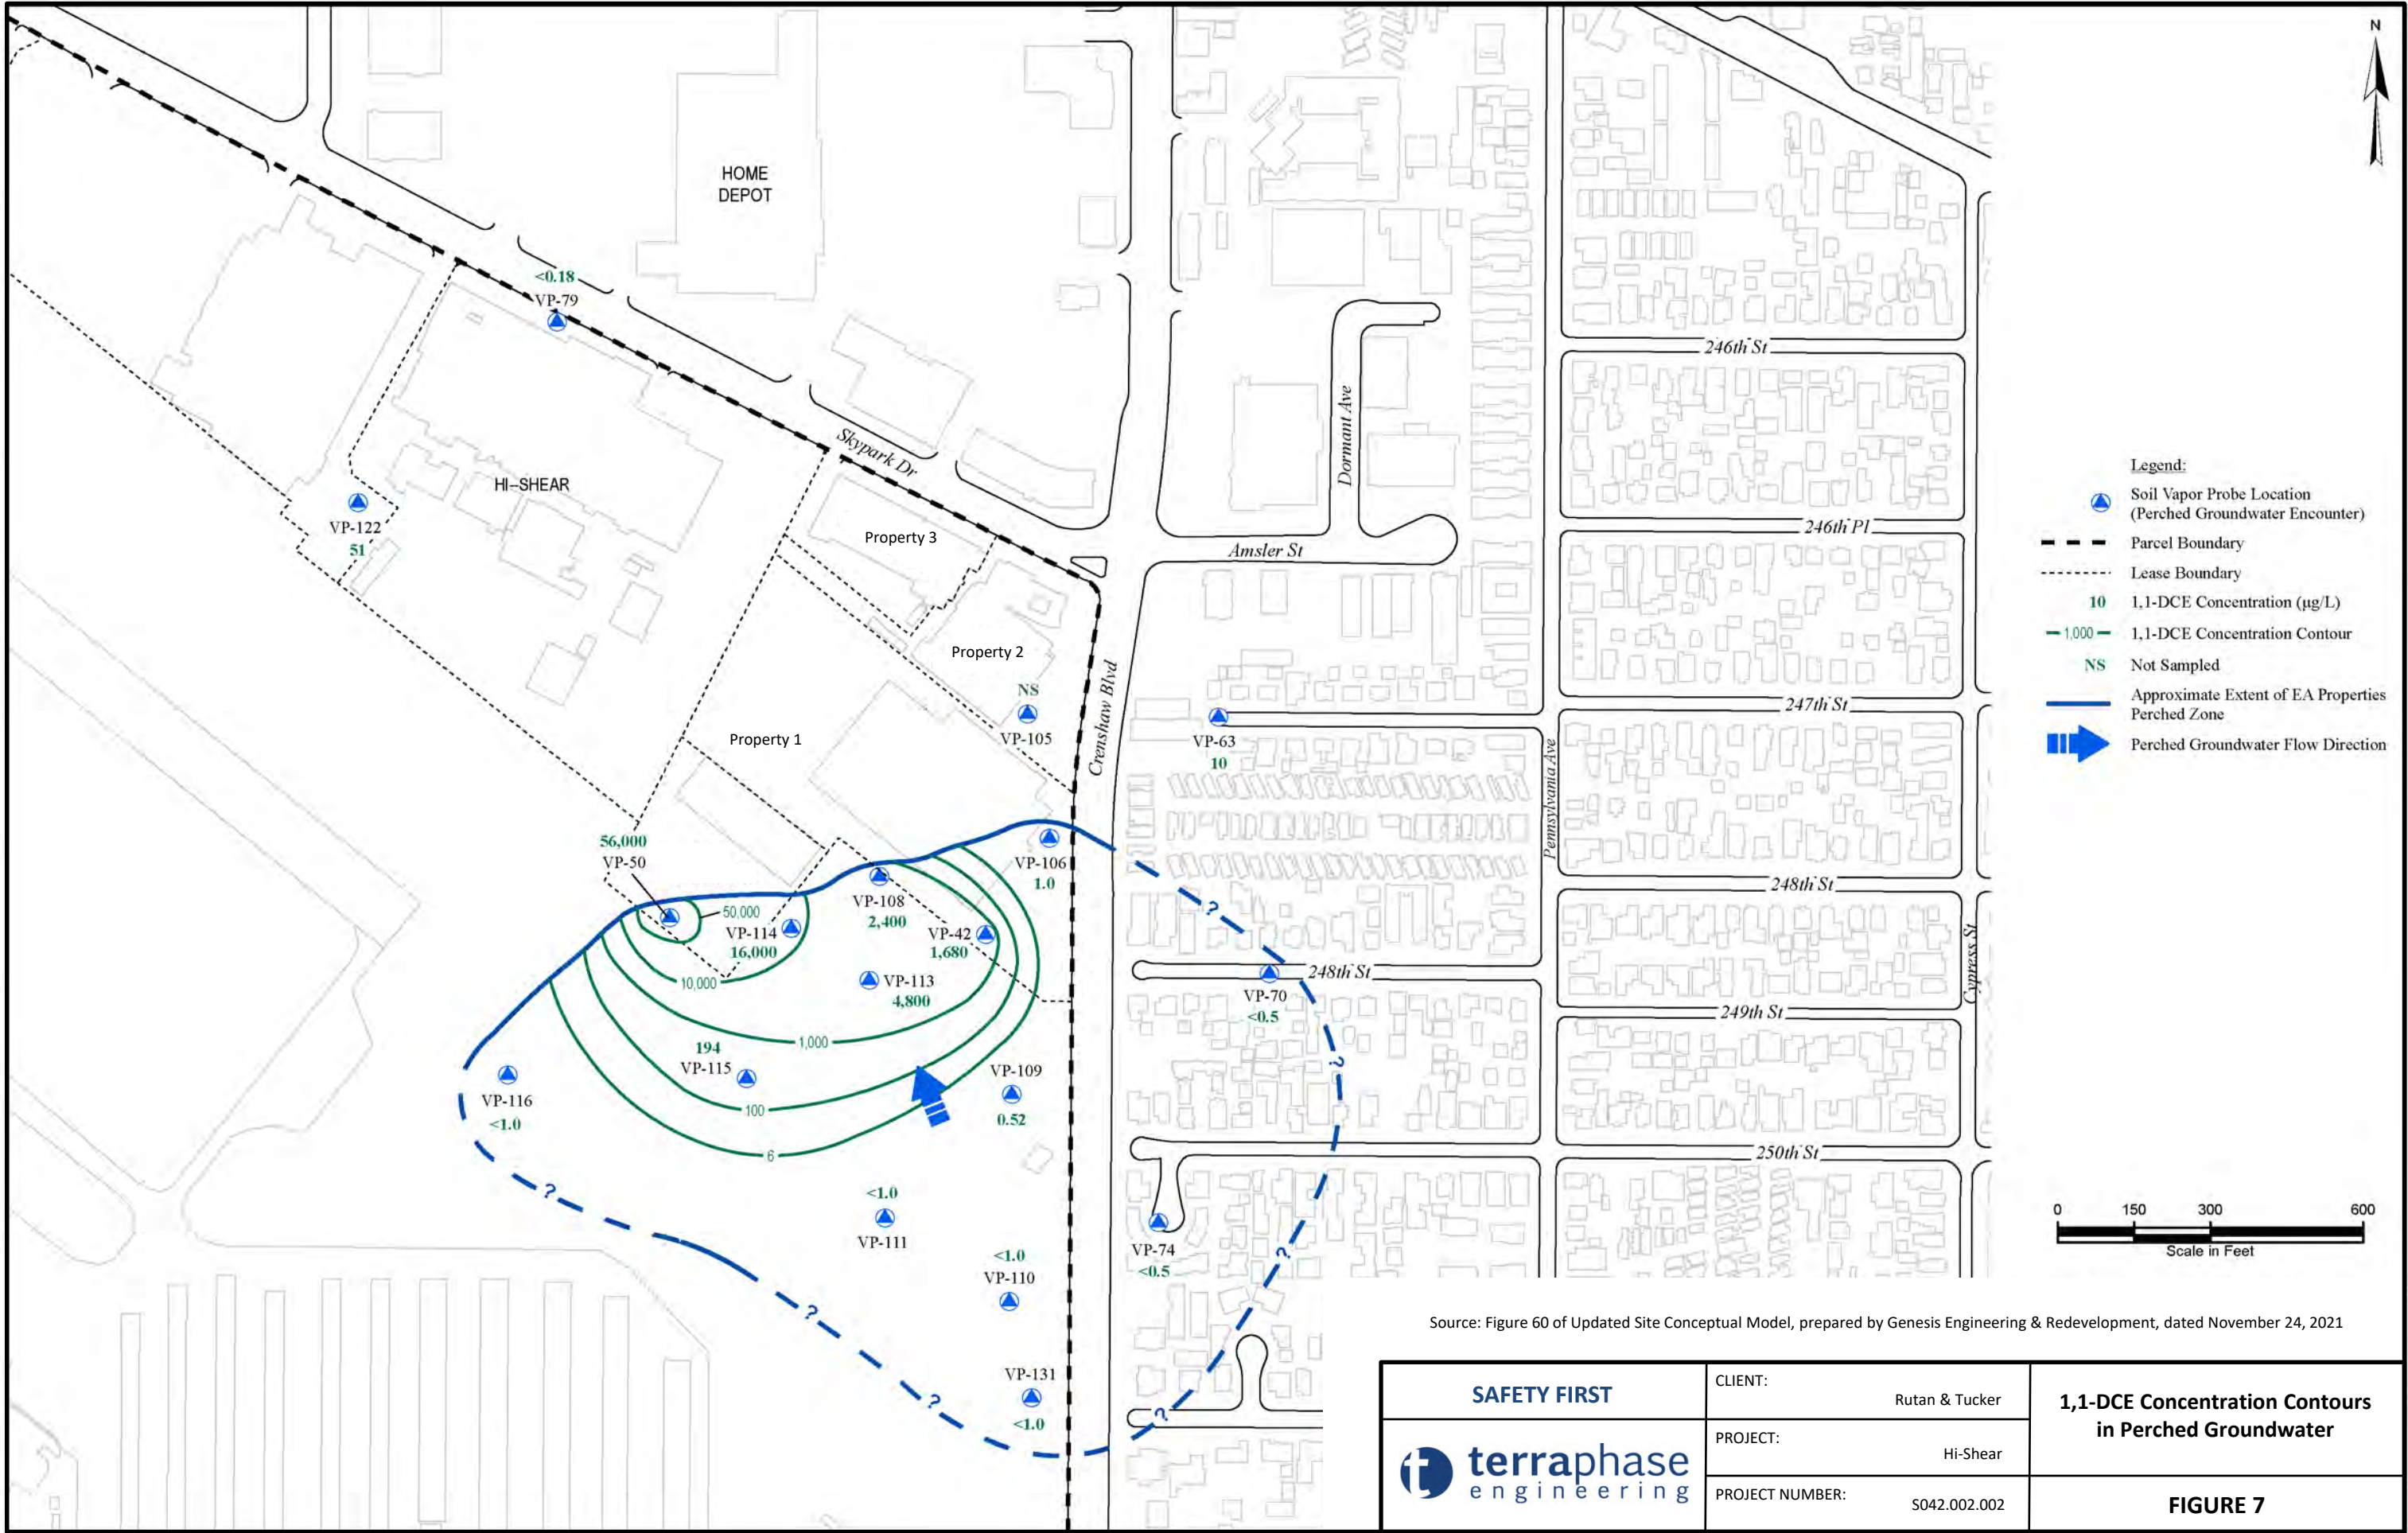 N
HOME
DEPOT
<0.18
VP-79
Skypark Dr
HI-SHEAR
VP-122
51
Property 3
Property 2
NS
VP-105
Property 1
Crenshaw Blvd
Dormant Ave
Amsler St
246th St
246th Pl
247th St
VP-63
10
Pennsylvania Ave
248th St
Cypress St
56,000
VP-50
50,000
VP-114
16,000
10,000
VP-108
2,400
VP-42
1,680
VP-106
1.0
VP-113
4,800
1,000
194
VP-115
100
6
VP-109
0.52
VP-116
<1.0
?
248th St
VP-70
<0.5
?
249th St
250th St
?
<1.0
VP-111
<1.0
VP-110
VP-74
<0.5
?
?
VP-131
<1.0
?
?
Legend:
Soil Vapor Probe Location
(Perched Groundwater Encounter)
Parcel Boundary
Lease Boundary
10 1,1-DCE Concentration (µg/L)
1,000 1,1-DCE Concentration Contour
NS Not Sampled
Approximate Extent of EA Properties
Perched Zone
Perched Groundwater Flow Direction
0 150 300 600
Scale in Feet
Source: Figure 60 of Updated Site Conceptual Model, prepared by Genesis Engineering & Redevelopment, dated November 24, 2021
SAFETY FIRST
terraphase
engineering
CLIENT:
Rutan & Tucker
PROJECT:
Hi-Shear
PROJECT NUMBER:
S042.002.002
1,1-DCE Concentration Contours
in Perched Groundwater
FIGURE 7